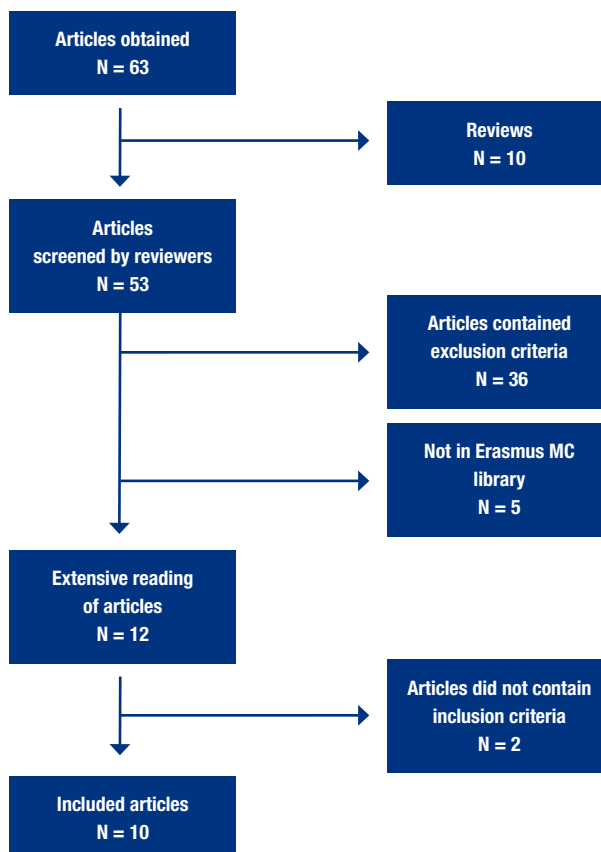 Articles obtained
N = 63
Reviews
N = 10
Articles
screened by reviewers
N = 53
Articles contained
exclusion criteria
N = 36
Not in Erasmus MC
library
N = 5
Extensive reading
of articles
N = 12
Articles did not contain
inclusion criteria
N = 2
Included articles
N = 10